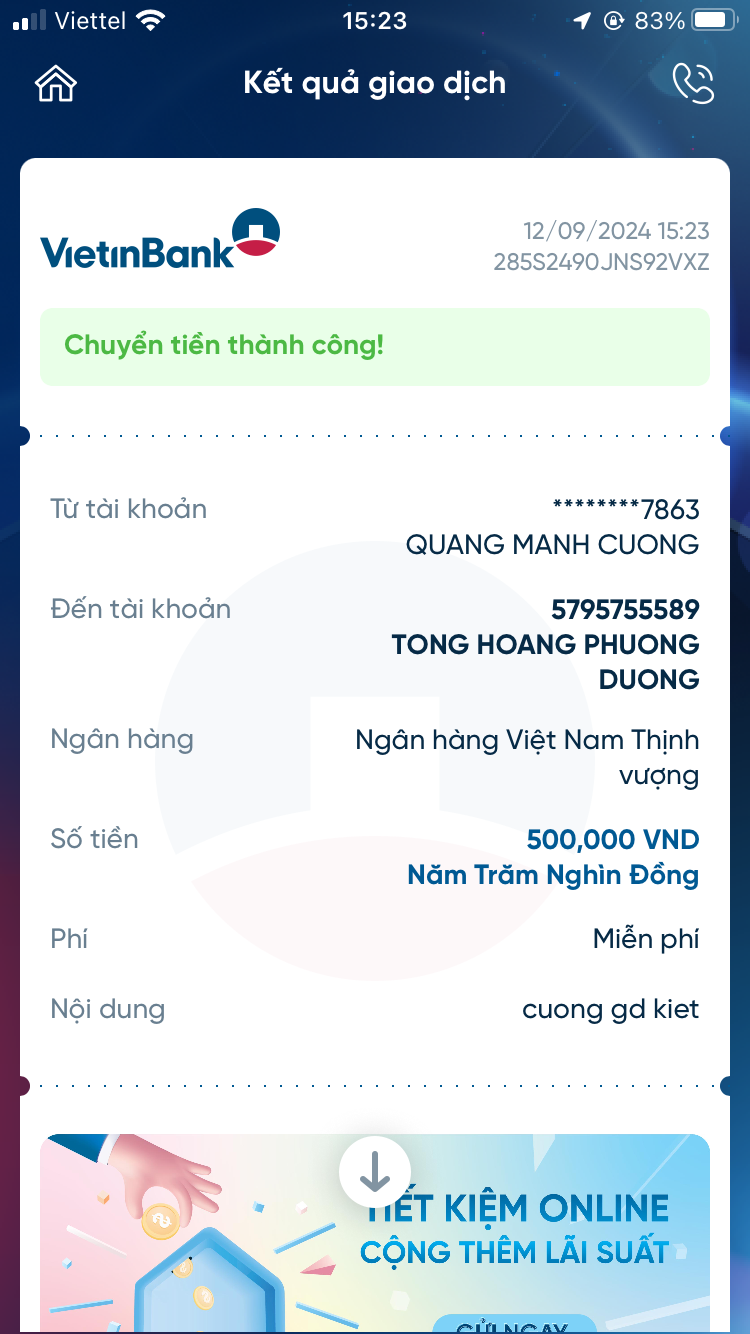 Viettel 15:23 83%
Kết quả giao dịch
VietinBank
12/09/2024 15:23
285S2490JNS92VXZ
Chuyển tiền thành công!
Từ tài khoản ********7863
QUANG MANH CUONG
Đến tài khoản 5795755589
TONG HOANG PHUONG
DUONG
Ngân hàng Ngân hàng Việt Nam Thịnh
vượng
Số tiền 500,000 VND
Năm Trăm Nghìn Đồng
Phí Miễn phí
Nội dung cuong gd kiet
TIẾT KIỆM ONLINE
CỘNG THÊM LÃI SUẤT
GỬI NGAY